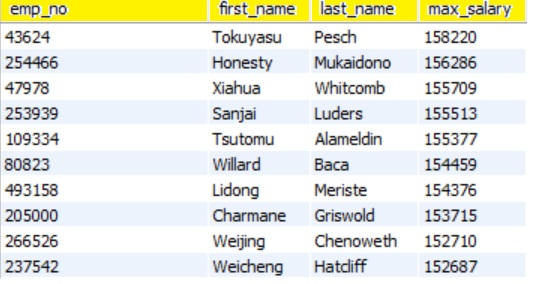 emp_no first_name last_name max_salary
43624 Tokuyasu Pesch 158220
254466 Honesty Mukaidono 156286
47978 Xiahua Whitcomb 155709
253939 Sanjai Luders 155513
109334 Tsutomu Alameldin 155377
80823 Willard Baca 154459
493158 Lidong Meriste 154376
205000 Charmane Griswold 153715
266526 Weijing Chenoweth 152710
237542 Weicheng Hatcliff 152687